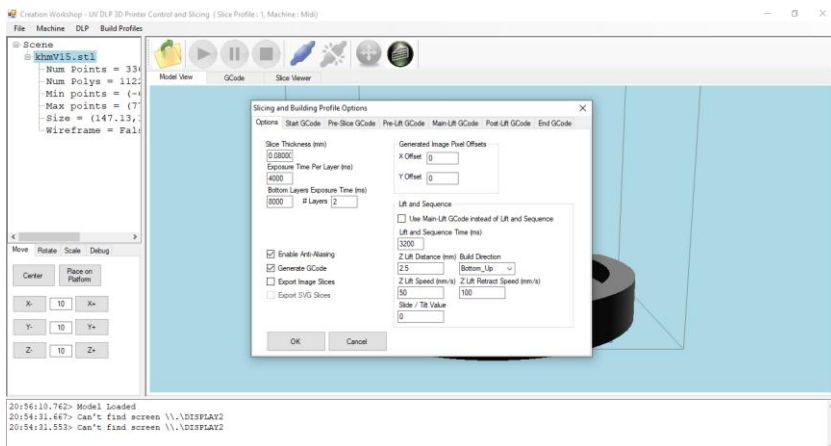 Creation Workshop - UV DLP 3D Printer Control and Slicing ( Slice Profile : 1, Machine : Midi)
File Machine DLP Build Profiles
Scene
khmV15.stl
Num Points = 33
Num Polys = 112
Min points = (-
Max points = (7
Size = (147.13,
Wireframe = Fal
Model View GCode Slice Viewer
Move Rotate Scale Debug
Center Place on Platform
X- 10 X+
Y- 10 Y+
Z- 10 Z+
Slicing and Building Profile Options
Options Start GCode Pre-Slice GCode Pre-Lift GCode Main-Lift GCode Post-Lift GCode End GCode
Slice Thickness (mm)
0.0800
Exposure Time Per Layer (ms)
4000
Bottom Layers Exposure Time (ms)
8000 # Layers 2
Enable Anti-Aliasing
Generate GCode
Export Image Slices
Export SVG Slices
OK Cancel
Generated Image Pixel Offsets
X Offset 0
Y Offset 0
Lift and Sequence
Use Main-Lift GCode instead of Lift and Sequence
Lift and Sequence Time (ms)
3200
Z Lift Distance (mm) Build Direction
2.5 Bottom_Up
Z Lift Speed (mm/s) Z Lift Retract Speed (mm/s)
50 100
Slide / Tilt Value
0
20:56:10.762> Model Loaded
20:54:31.667> Can't find screen \\.\DISPLAY2
20:54:31.553> Can't find screen \\.\DISPLAY2